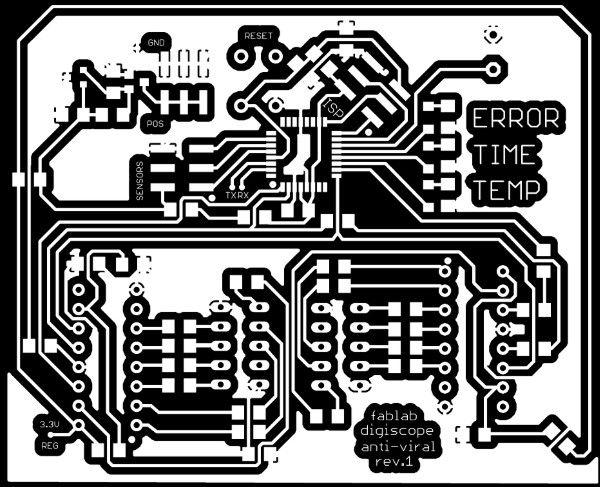 GND
RESET
ISP
ERROR
POS
TIME
SENSORS
TEMP
TXRX
3.3V
REG
fablab
digiscope
anti-viral
rev.1